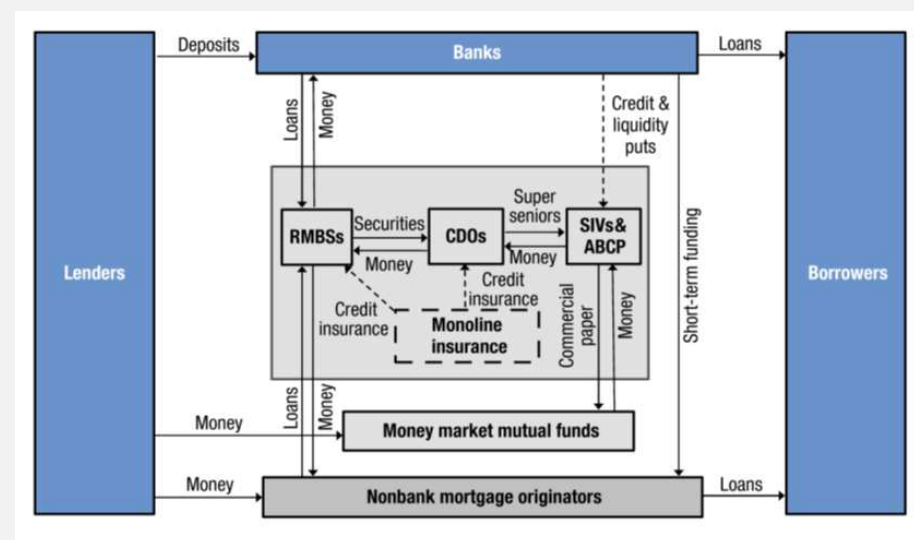 Deposits
Banks
Loans
Loans
Money
Credit &
liquidity
puts
Super
seniors
RMBSs
Securities
CDOs
SIVs&
ABCP
Money
Money
Lenders
Borrowers
Credit
insurance
Credit
insurance
Monoline
insurance
Commercial
paper
Money
Short-term funding
Loans
Money
Money
Money market mutual funds
Money
Nonbank mortgage originators
Loans